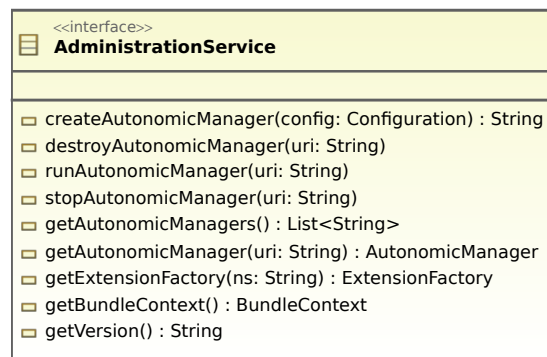 <<interface>>
AdministrationService
createAutonomicManager(config: Configuration) : String
destroyAutonomicManager(uri: String)
runAutonomicManager(uri: String)
stopAutonomicManager(uri: String)
getAutonomicManagers() : List<String>
getAutonomicManager(uri: String) : AutonomicManager
getExtensionFactory(ns: String) : ExtensionFactory
getBundleContext() : BundleContext
getVersion() : String